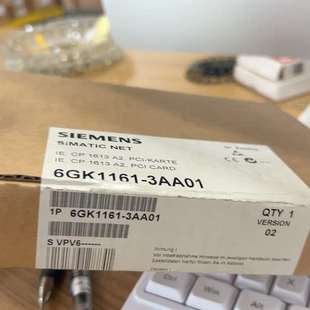 SIEMENS
SIMATIC NET
IE, CP 1613 A2, PCI-KARTE
IE, CP 1613 A2, PCI CARD
6GK1161-3AA01
1P 6GK1161-3AA01
QTY 1
VERSION
02
S VPV6------